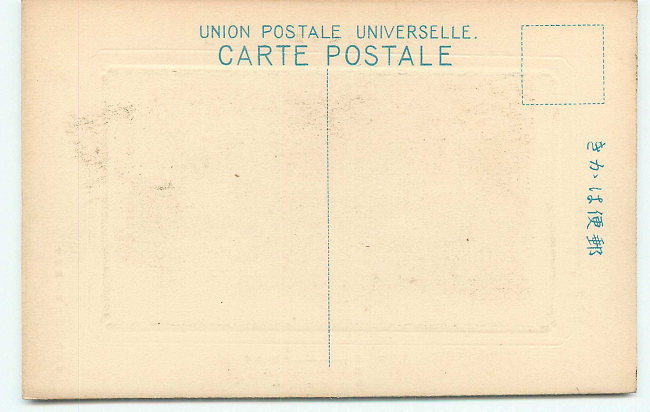 UNION POSTALE UNIVERSELLE.
CARTE POSTALE
きかは便郵